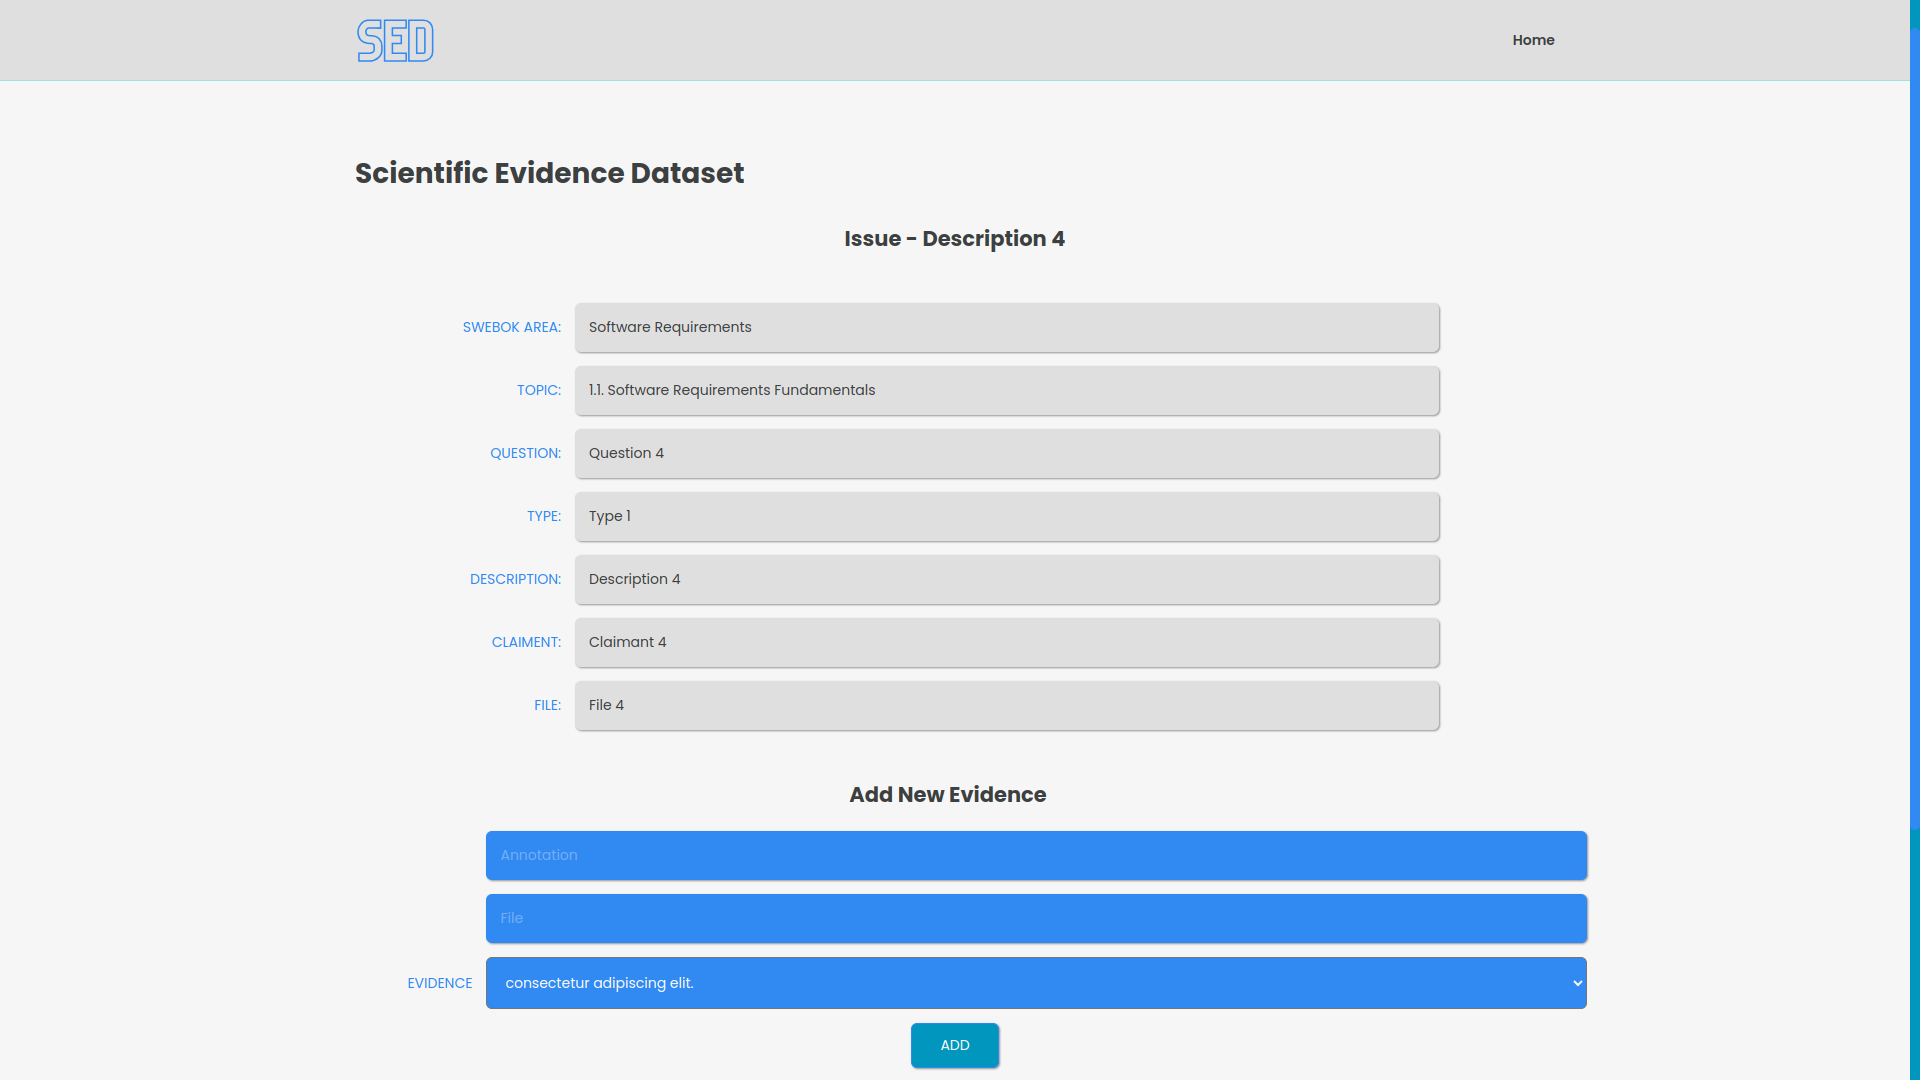 SED
Home
Scientific Evidence Dataset
Issue - Description 4
SWEBOK AREA: Software Requirements
TOPIC: 1.1. Software Requirements Fundamentals
QUESTION: Question 4
TYPE: Type 1
DESCRIPTION: Description 4
CLAIMENT: Claimant 4
FILE: File 4
Add New Evidence
Annotation
File
EVIDENCE consectetur adipiscing elit.
ADD